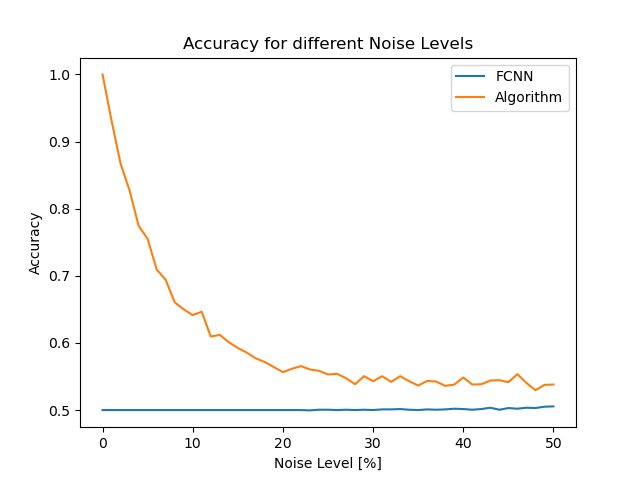 Accuracy for different Noise Levels
FCNN
Algorithm
1.0
0.9
0.8
0.7
0.6
0.5
Accuracy
0 10 20 30 40 50
Noise Level [%]